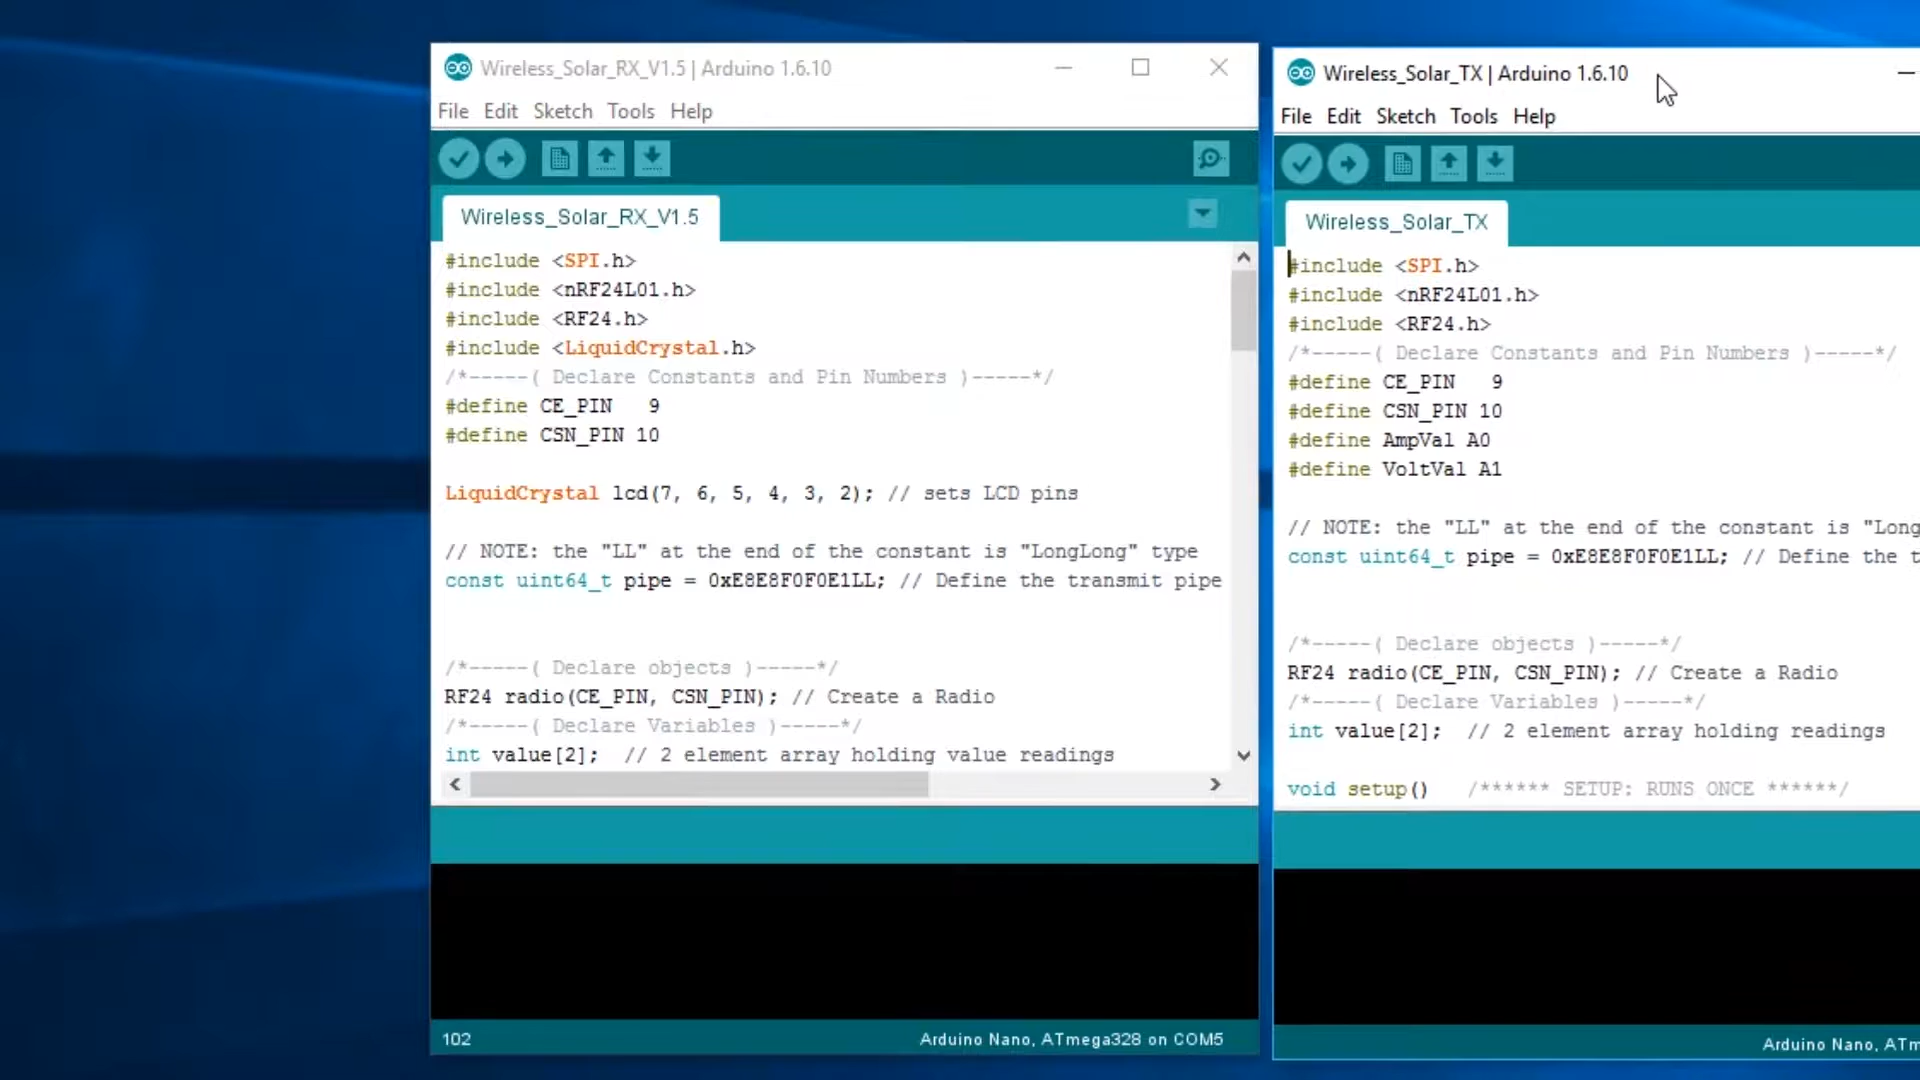 Wireless_Solar_RX_V1.5 | Arduino 1.6.10
File Edit Sketch Tools Help
Wireless_Solar_RX_V1.5
#include <SPI.h>
#include <nRF24L01.h>
#include <RF24.h>
#include <LiquidCrystal.h>
/*-----( Declare Constants and Pin Numbers )-----*/
#define CE_PIN   9
#define CSN_PIN 10
LiquidCrystal lcd(7, 6, 5, 4, 3, 2); // sets LCD pins
// NOTE: the "LL" at the end of the constant is "LongLong" type
const uint64_t pipe = 0xE8E8F0F0E1LL; // Define the transmit pipe
/*-----( Declare objects )-----*/
RF24 radio(CE_PIN, CSN_PIN); // Create a Radio
/*-----( Declare Variables )-----*/
int value[2];  // 2 element array holding value readings
102
Arduino Nano, ATmega328 on COM5
Wireless_Solar_TX | Arduino 1.6.10
File Edit Sketch Tools Help
Wireless_Solar_TX
#include <SPI.h>
#include <nRF24L01.h>
#include <RF24.h>
/*-----( Declare Constants and Pin Numbers )-----*/
#define CE_PIN   9
#define CSN_PIN 10
#define AmpVal A0
#define VoltVal A1
// NOTE: the "LL" at the end of the constant is "Long
const uint64_t pipe = 0xE8E8F0F0E1LL; // Define the t
/*-----( Declare objects )-----*/
RF24 radio(CE_PIN, CSN_PIN); // Create a Radio
/*-----( Declare Variables )-----*/
int value[2];  // 2 element array holding readings
void setup()   /****** SETUP: RUNS ONCE ******/
Arduino Nano, ATm